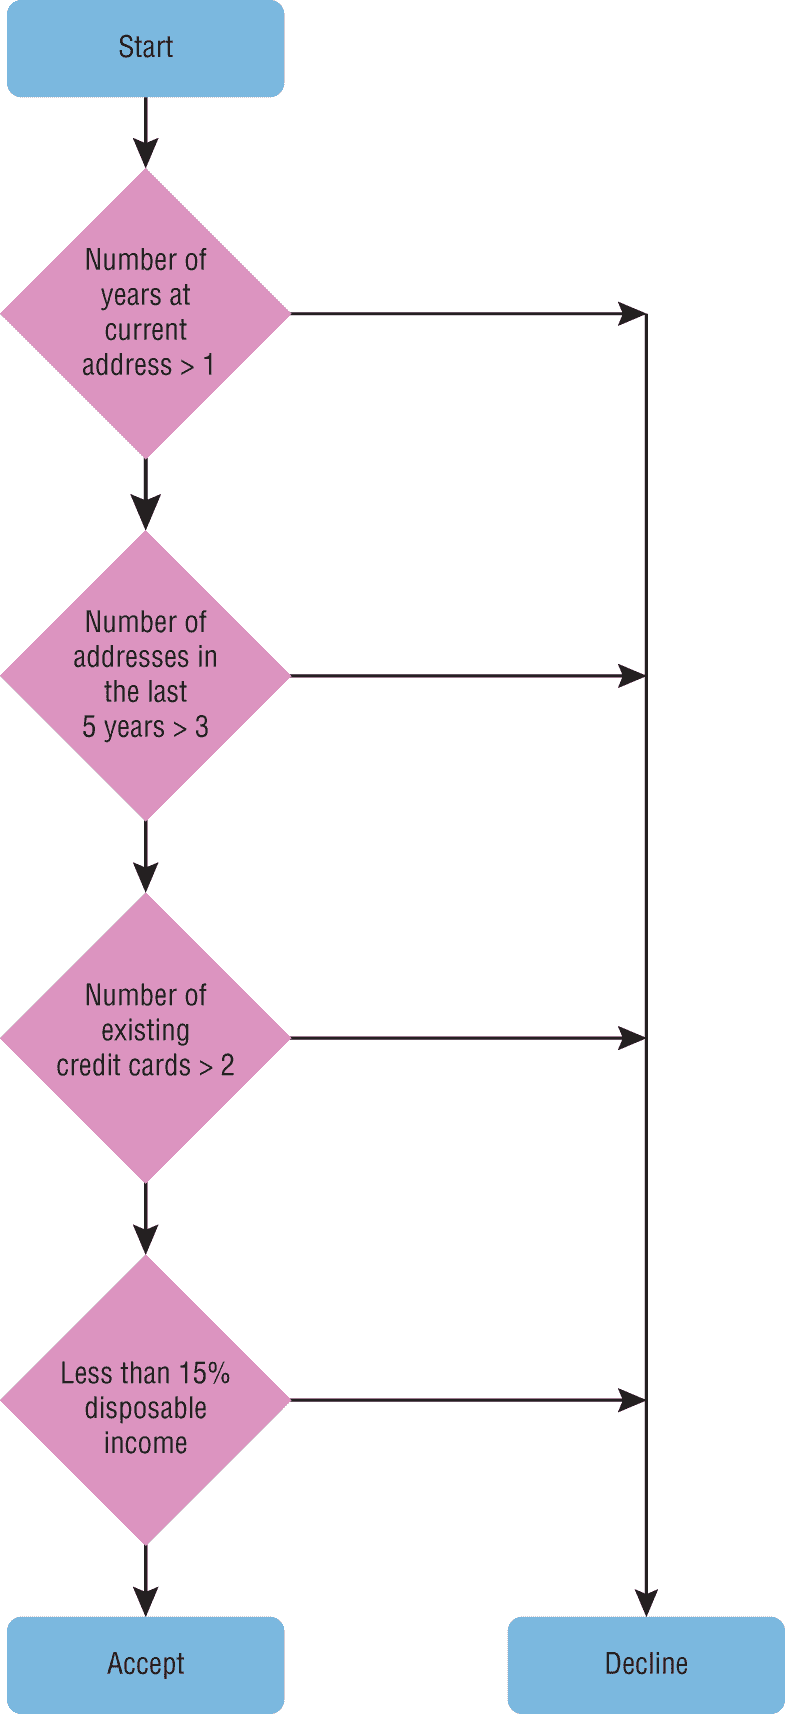 Start
Number of
years at
current
address > 1
Number of
addresses in
the last
5 years > 3
Number of
existing
credit cards > 2
Less than 15%
disposable
income
Accept
Decline